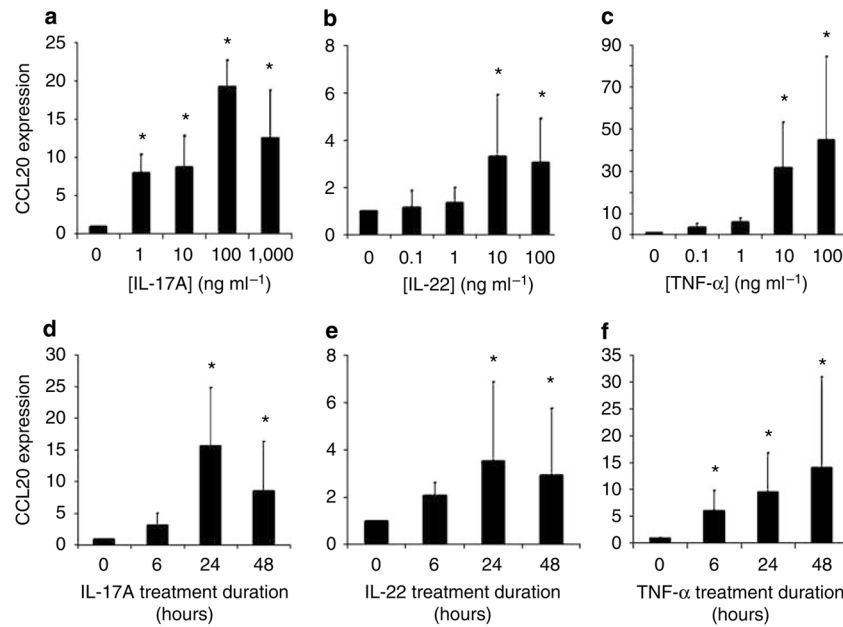 a
CCL20 expression
25
20
15
10
5
0
* * * *
0 1 10 100 1,000
[IL-17A] (ng ml⁻¹)
b
8
6
4
2
0
* *
0 0.1 1 10 100
[IL-22] (ng ml⁻¹)
c
90
70
50
30
10
0
* *
0 0.1 1 10 100
[TNF-α] (ng ml⁻¹)
d
CCL20 expression
30
25
20
15
10
5
0
* *
0 6 24 48
IL-17A treatment duration
(hours)
e
8
6
4
2
0
* *
0 6 24 48
IL-22 treatment duration
(hours)
f
35
30
25
20
15
10
5
0
* * *
0 6 24 48
TNF-α treatment duration
(hours)